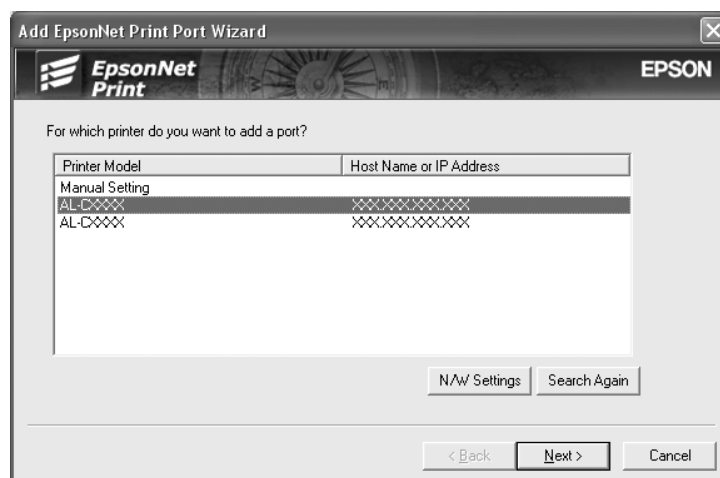 Add EpsonNet Print Port Wizard
EpsonNet
Print
EPSON
For which printer do you want to add a port?
Printer Model Host Name or IP Address
Manual Setting
AL-CXXXX XXX.XXX.XXX.XXX
AL-CXXXX XXX.XXX.XXX.XXX
N/W Settings Search Again
< Back Next > Cancel